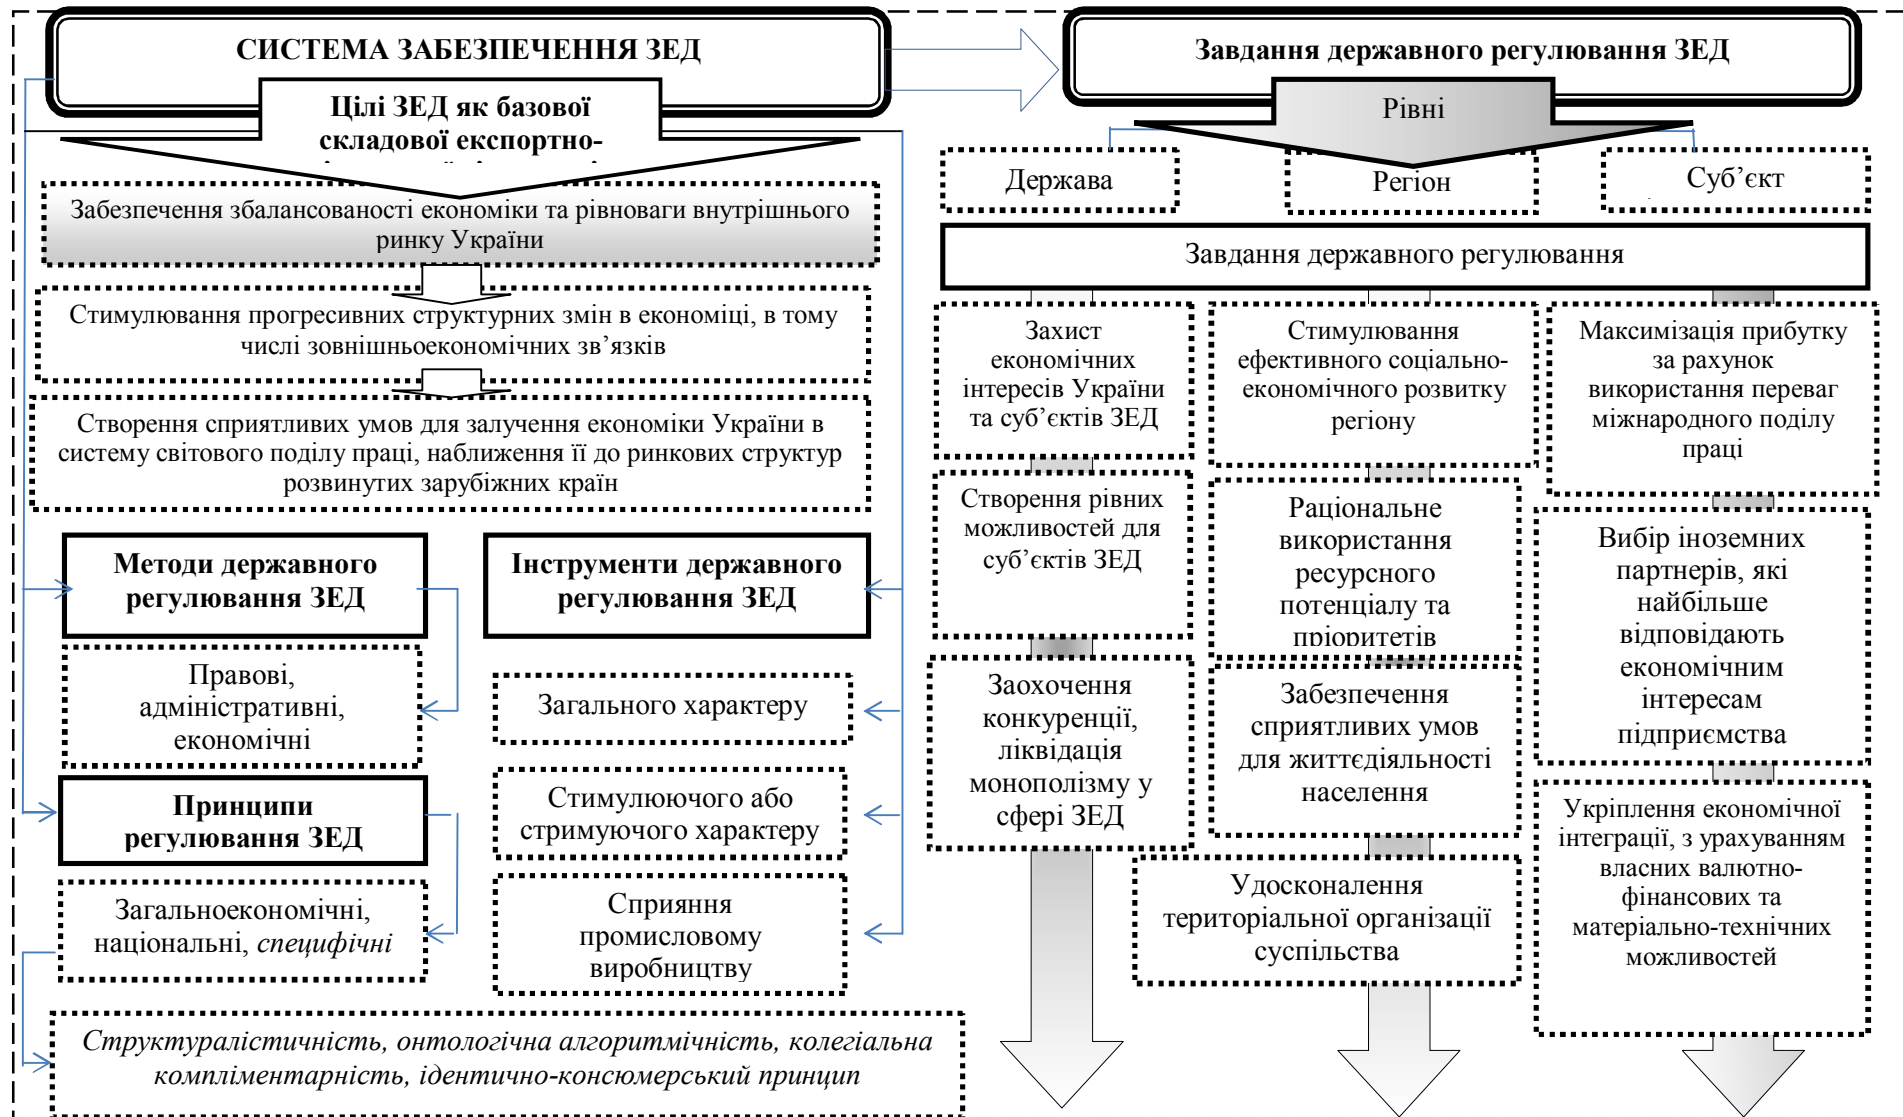 СИСТЕМА ЗАБЕЗПЕЧЕННЯ ЗЕД
Цілі ЗЕД як базової
складової експортно-
Забезпечення збалансованості економіки та рівноваги внутрішнього
ринку України
Стимулювання прогресивних структурних змін в економіці, в тому
числі зовнішньоекономічних зв’язків
Створення сприятливих умов для залучення економіки України в
систему світового поділу праці, наближення її до ринкових структур
розвинутих зарубіжних країн
Методи державного
регулювання ЗЕД
Правові,
адміністративні,
економічні
Принципи
регулювання ЗЕД
Загальноекономічні,
національні, специфічні
Структуралістичність, онтологічна алгоритмічність, колегіальна
компліментарність, ідентично-консюмерський принцип
Інструменти державного
регулювання ЗЕД
Загального характеру
Стимулюючого або
стримуючого характеру
Сприяння
промисловому
виробництву
Завдання державного регулювання ЗЕД
Рівні
Держава
Регіон
Суб’єкт
Завдання державного регулювання
Захист
економічних
інтересів України
та суб’єктів ЗЕД
Створення рівних
можливостей для
суб’єктів ЗЕД
Заохочення
конкуренції,
ліквідація
монополізму у
сфері ЗЕД
Стимулювання
ефективного соціально-
економічного розвитку
регіону
Раціональне
використання
ресурсного
потенціалу та
пріоритетів
Забезпечення
сприятливих умов
для життєдіяльності
населення
Удосконалення
територіальної організації
суспільства
Максимізація прибутку
за рахунок
використання переваг
міжнародного поділу
праці
Вибір іноземних
партнерів, які
найбільше
відповідають
економічним
інтересам
підприємства
Укріплення економічної
інтеграції, з урахуванням
власних валютно-
фінансових та
матеріально-технічних
можливостей